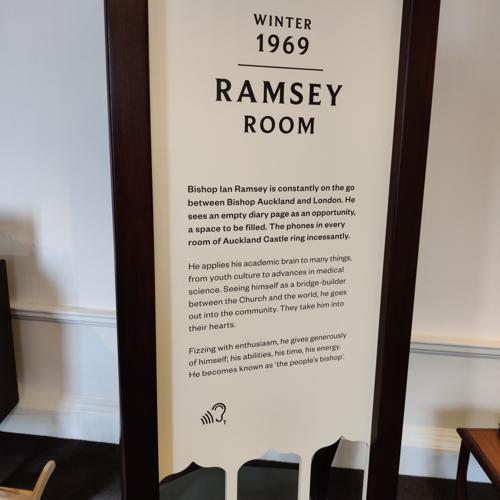 WINTER
1969
RAMSEY
ROOM
Bishop Ian Ramsey is constantly on the go
between Bishop Auckland and London. He
sees an empty diary page as an opportunity,
a space to be filled. The phones in every
room of Auckland Castle ring incessantly.
He applies his academic brain to many things,
from youth culture to advances in medical
science. Seeing himself as a bridge-builder
between the Church and the world, he goes
out into the community. They take him into
their hearts.
Fizzing with enthusiasm, he gives generously
of himself; his abilities, his time, his energy.
He becomes known as ‘the people’s bishop’.
T